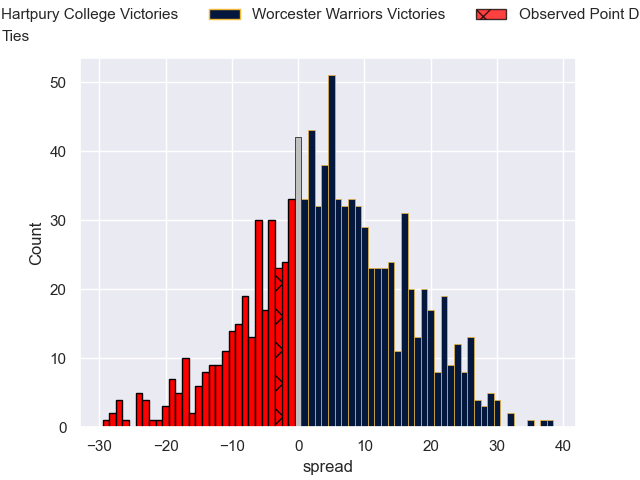 Hartpury College Victories Worcester Warriors Victories Observed Point D
Ties
50
40
30
20
10
0
Count
−30 −20 −10 0 10 20 30 40
spread